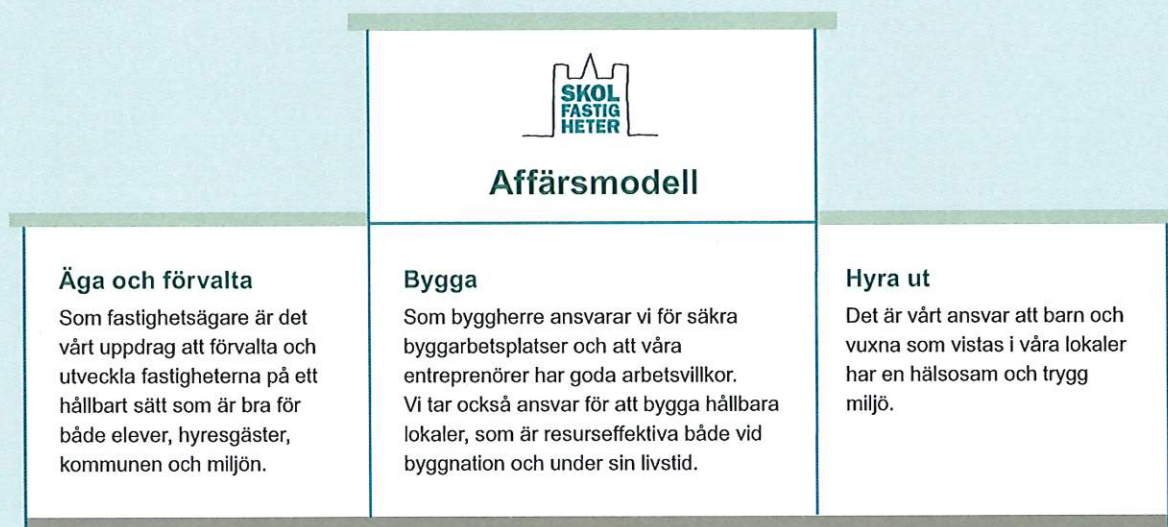 SKOL
FASTIG
HETER
Affärsmodell
Äga och förvalta
Som fastighetsägare är det
vårt uppdrag att förvalta och
utveckla fastigheterna på ett
hållbart sätt som är bra för
både elever, hyresgäster,
kommunen och miljön.
Bygga
Som byggherre ansvarar vi för säkra
byggarbetsplatser och att våra
entreprenörer har goda arbetsvillkor.
Vi tar också ansvar för att bygga hållbara
lokaler, som är resurseffektiva både vid
byggnation och under sin livstid.
Hyra ut
Det är vårt ansvar att barn och
vuxna som vistas i våra lokaler
har en hälsosam och trygg
miljö.